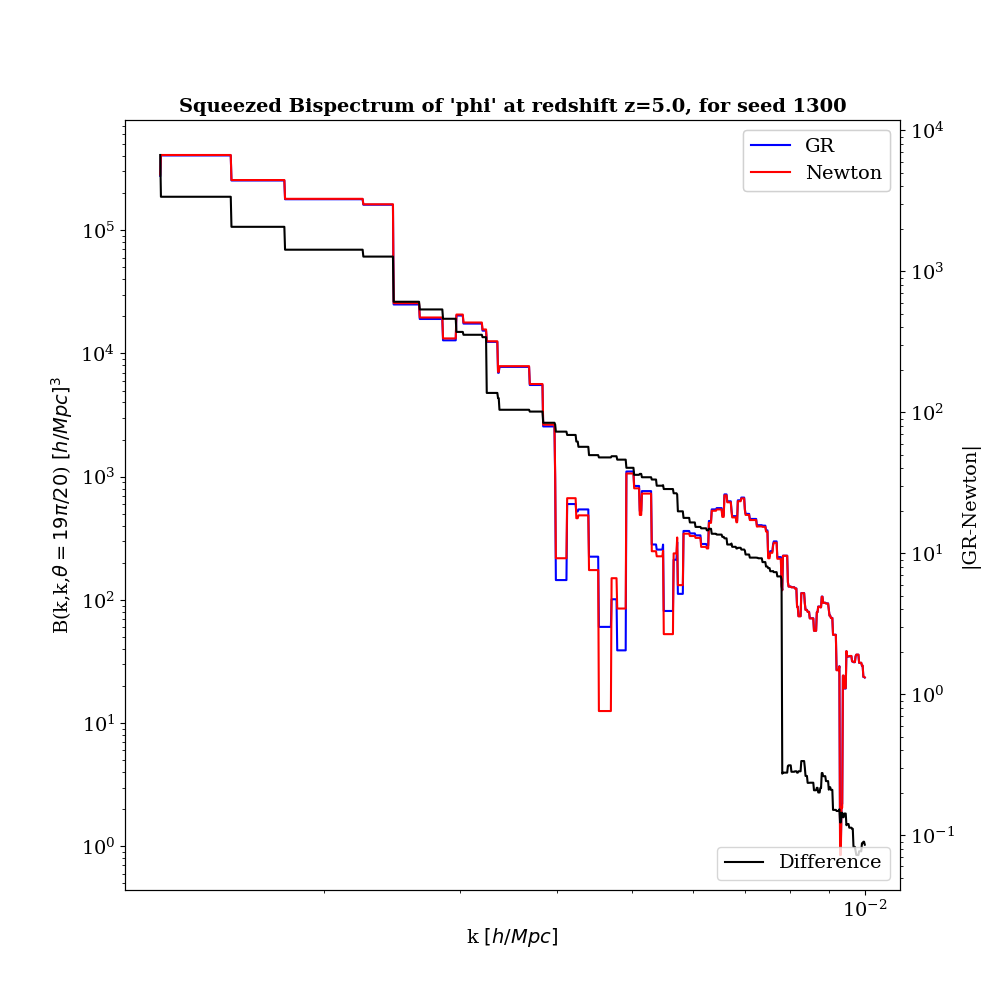 Squeezed Bispectrum of 'phi' at redshift z=5.0, for seed 1300
GR
Newton
10⁵
10⁴
10³
10²
10¹
10⁰
B(k,k,θ = 19π/20) [h/Mpc]³
10⁴
10³
10²
10¹
10⁰
10⁻¹
|GR-Newton|
Difference
10⁻²
k [h/Mpc]